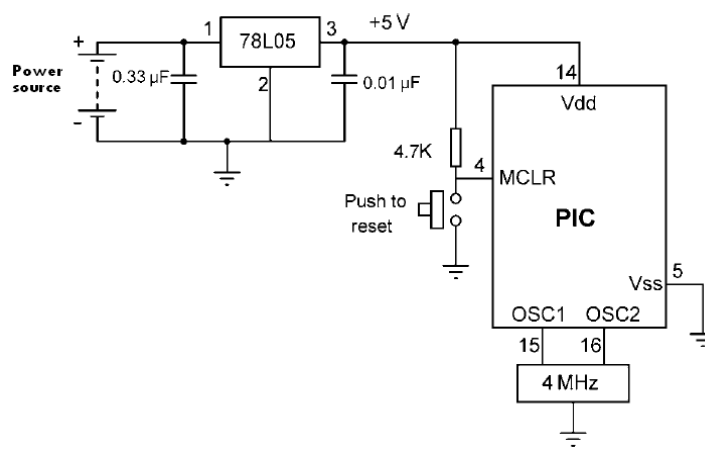 +
Power
source
-
0.33 µF
1
78L05
3
2
+5 V
0.01 µF
4.7K
4
Push to
reset
14
Vdd
MCLR
PIC
Vss
5
OSC1 OSC2
15 16
4 MHz